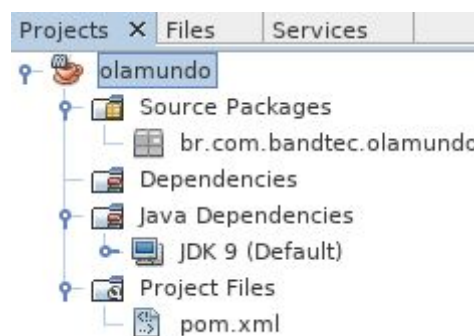 Projects Files Services
olamundo
Source Packages
br.com.bandtec.olamundo
Dependencies
Java Dependencies
JDK 9 (Default)
Project Files
pom.xml